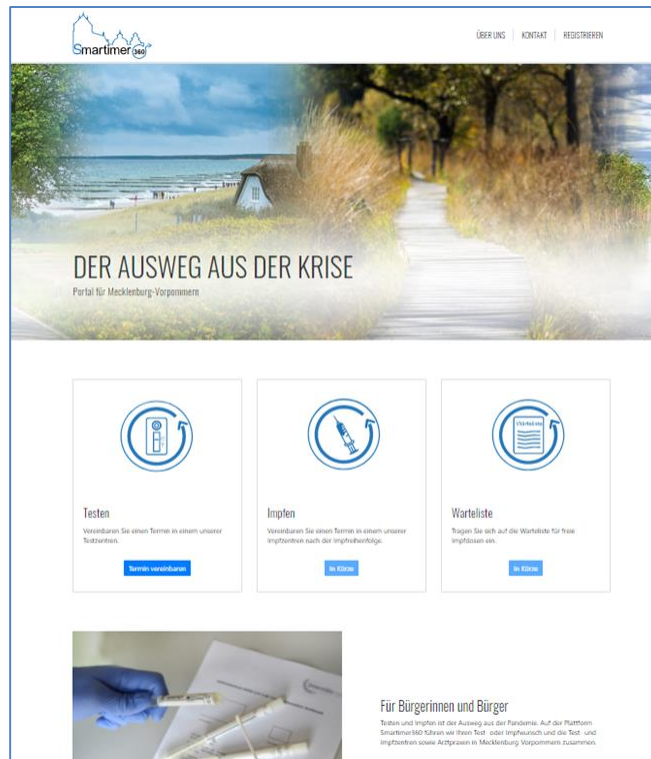 Smartimer 360
ÜBER UNS
KONTAKT
REGISTRIEREN
DER AUSWEG AUS DER KRISE
Portal für Mecklenburg-Vorpommern
Warteliste
Testen
Vereinbaren Sie einen Termin in einem unserer
Testzentren.
Termin vereinbaren
Impfen
Vereinbaren Sie einen Termin in einem unserer
Impfzentren nach der Impfreihenfolge.
In Kürze
Warteliste
Tragen Sie sich auf die Warteliste für freie
Impfdosen ein.
In Kürze
Für Bürgerinnen und Bürger
Testen und Impfen ist der Ausweg aus der Pandemie. Auf der Plattform
Smartimer360 führen wir Ihren Test- oder Impfwunsch und die Test- und
Impfzentren sowie Arztpraxen in Mecklenburg Vorpommern zusammen.